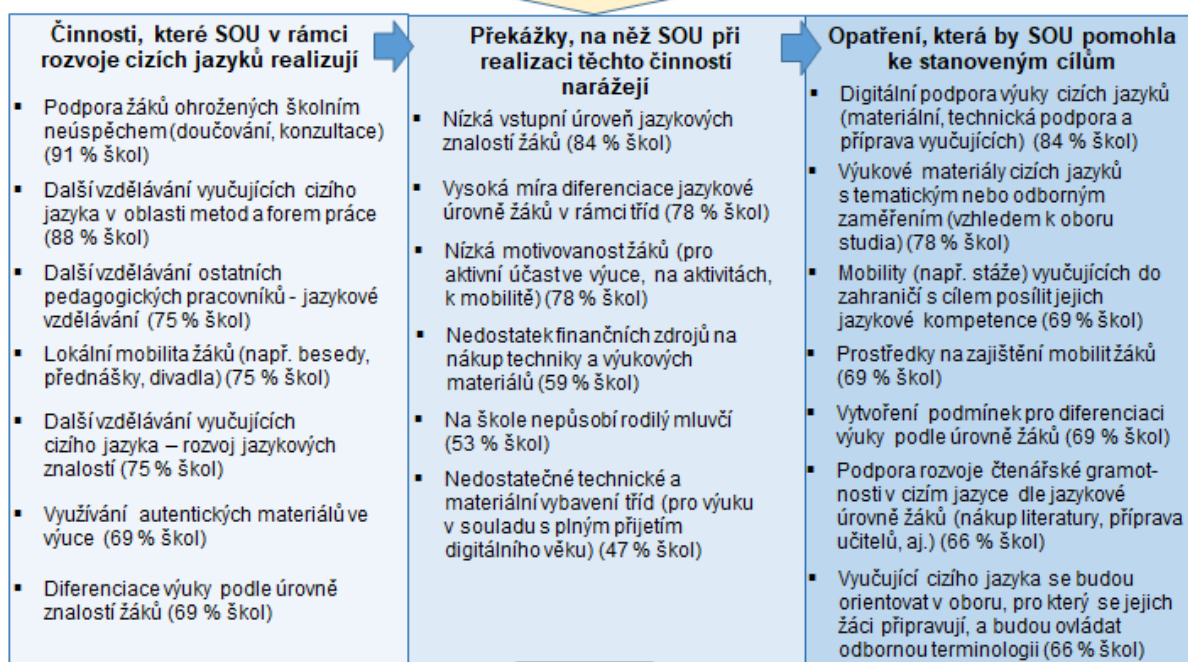 Činnosti, které SOU v rámci
rozvoje cizích jazyků realizují
▪ Podpora žáků ohrožených školním
neúspěchem (doučování, konzultace)
(91 % škol)
▪ Další vzdělávání vyučujících cizího
jazyka v oblasti metod a forem práce
(88 % škol)
▪ Další vzdělávání ostatních
pedagogických pracovníků - jazykové
vzdělávání (75 % škol)
▪ Lokální mobilita žáků (např. besedy,
přednášky, divadla) (75 % škol)
▪ Další vzdělávání vyučujících
cizího jazyka – rozvoj jazykových
znalostí (75 % škol)
▪ Využívání autentických materiálů ve
výuce (69 % škol)
▪ Diferenciace výuky podle úrovně
znalostí žáků (69 % škol)
Překážky, na něž SOU při
realizaci těchto činností
narážejí
▪ Nízká vstupní úroveň jazykových
znalostí žáků (84 % škol)
▪ Vysoká míra diferenciace jazykové
úrovně žáků v rámci tříd (78 % škol)
▪ Nízká motivovanost žáků (pro
aktivní účast ve výuce, na aktivitách,
k mobilitě) (78 % škol)
▪ Nedostatek finančních zdrojů na
nákup techniky a výukových
materiálů (59 % škol)
▪ Na škole nepůsobí rodilý mluvčí
(53 % škol)
▪ Nedostatečné technické a
materiální vybavení tříd (pro výuku
v souladu s plným přijetím
digitálního věku) (47 % škol)
Opatření, která by SOU pomohla
ke stanoveným cílům
▪ Digitální podpora výuky cizích jazyků
(materiální, technická podpora a
příprava vyučujících) (84 % škol)
▪ Výukové materiály cizích jazyků
s tematickým nebo odborným
zaměřením (vzhledem k oboru
studia) (78 % škol)
▪ Mobility (např. stáže) vyučujících do
zahraničí s cílem posílit jejich
jazykové kompetence (69 % škol)
▪ Prostředky na zajištění mobilit žáků
(69 % škol)
▪ Vytvoření podmínek pro diferenciaci
výuky podle úrovně žáků (69 % škol)
▪ Podpora rozvoje čtenářské gramot-
nosti v cizím jazyce dle jazykové
úrovně žáků (nákup literatury, příprava
učitelů, aj.) (66 % škol)
▪ Vyučující cizího jazyka se budou
orientovat v oboru, pro který se jejich
žáci připravují, a budou ovládat
odbornou terminologii (66 % škol)